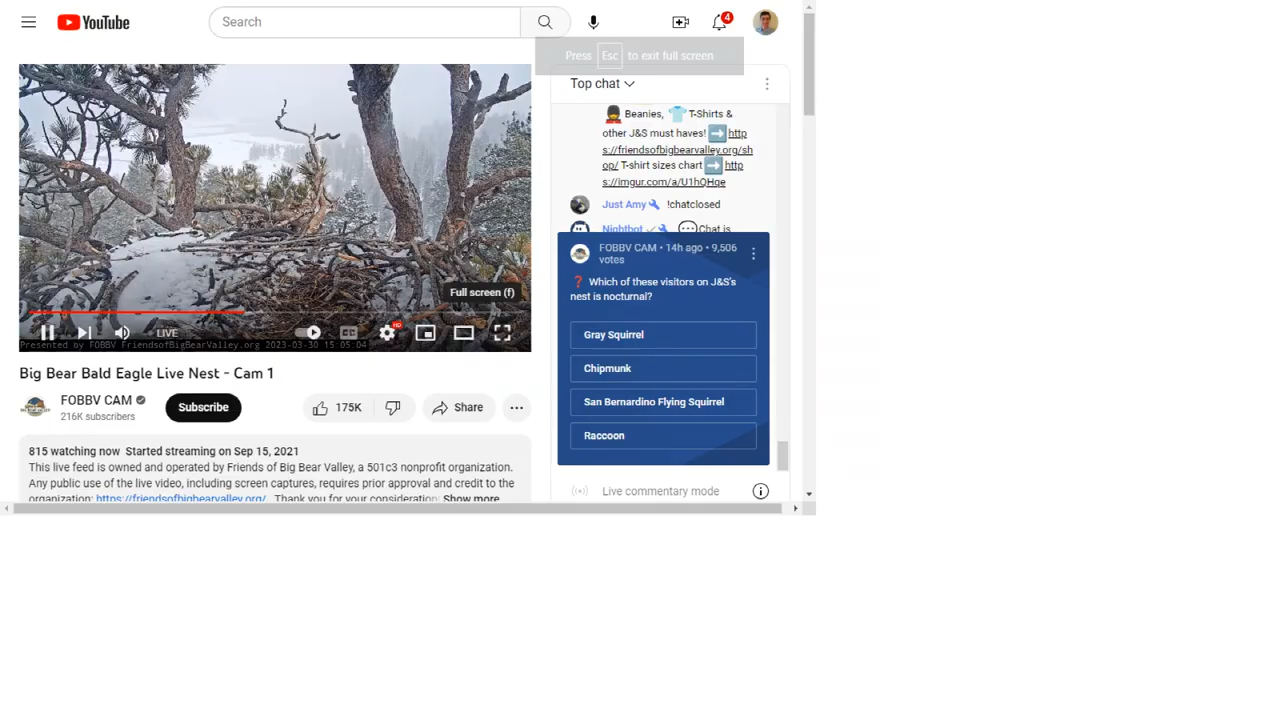 YouTube
Search
4
Press Esc to exit full screen
Top chat
Beanies, T-Shirts &
other J&S must haves! http
s://friendsofbigbearvalley.org/sh
op/ T-shirt sizes chart http
s://imgur.com/a/U1hQHqe
Just Amy !chatclosed
Nightbot Chat is
FOBBV CAM • 14h ago • 9,506
votes
Which of these visitors on J&S's
nest is nocturnal?
Gray Squirrel
Chipmunk
San Bernardino Flying Squirrel
Raccoon
Live commentary mode
Full screen (f)
LIVE
CC
HD
Presented by FOBBV FriendsofBigBearValley.org 2023-03-30 15:05:04
Big Bear Bald Eagle Live Nest - Cam 1
FOBBV CAM
216K subscribers
Subscribe
175K
Share
815 watching now Started streaming on Sep 15, 2021
This live feed is owned and operated by Friends of Big Bear Valley, a 501c3 nonprofit organization.
Any public use of the live video, including screen captures, requires prior approval and credit to the
organization: https://friendsofbigbearvalley.org/ Thank you for your consideration. Show more